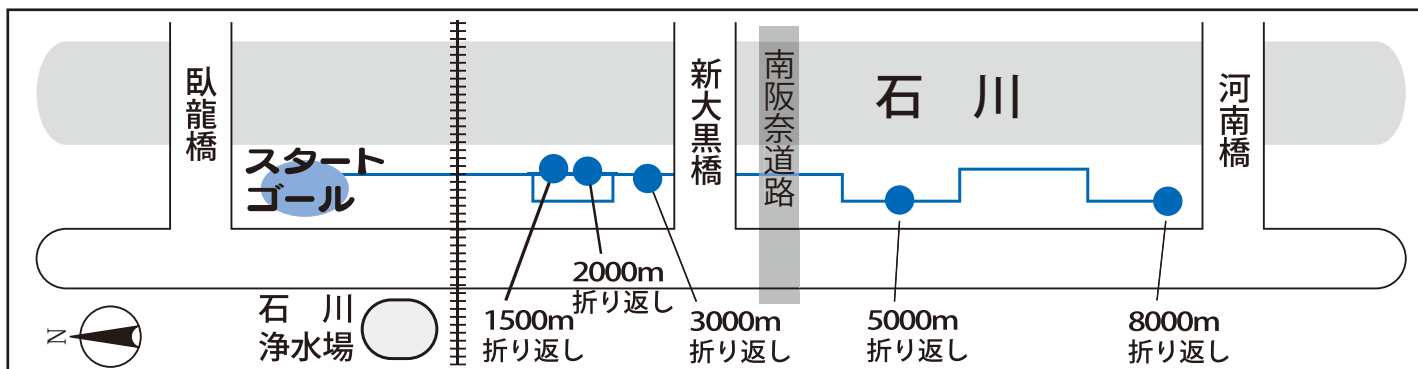 臥龍橋
新大黒橋
南阪奈道路
石 川
河南橋
スタート
ゴール
石 川
浄水場
N
1500m
折り返し
2000m
折り返し
3000m
折り返し
5000m
折り返し
8000m
折り返し